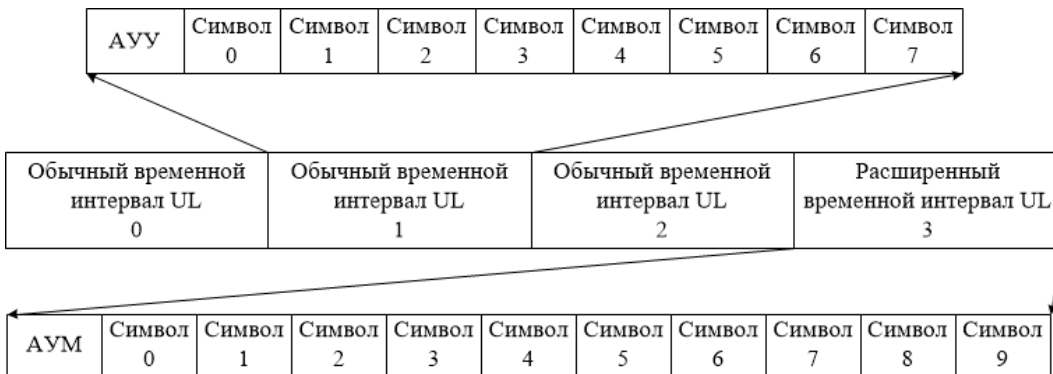 АУУ Символ Символ Символ Символ Символ Символ Символ Символ
0 1 2 3 4 5 6 7
Обычный временной Обычный временной Обычный временной Расширенный
интервал UL интервал UL интервал UL временной интервал UL
0 1 2 3
АУМ Символ Символ Символ Символ Символ Символ Символ Символ Символ Символ
0 1 2 3 4 5 6 7 8 9